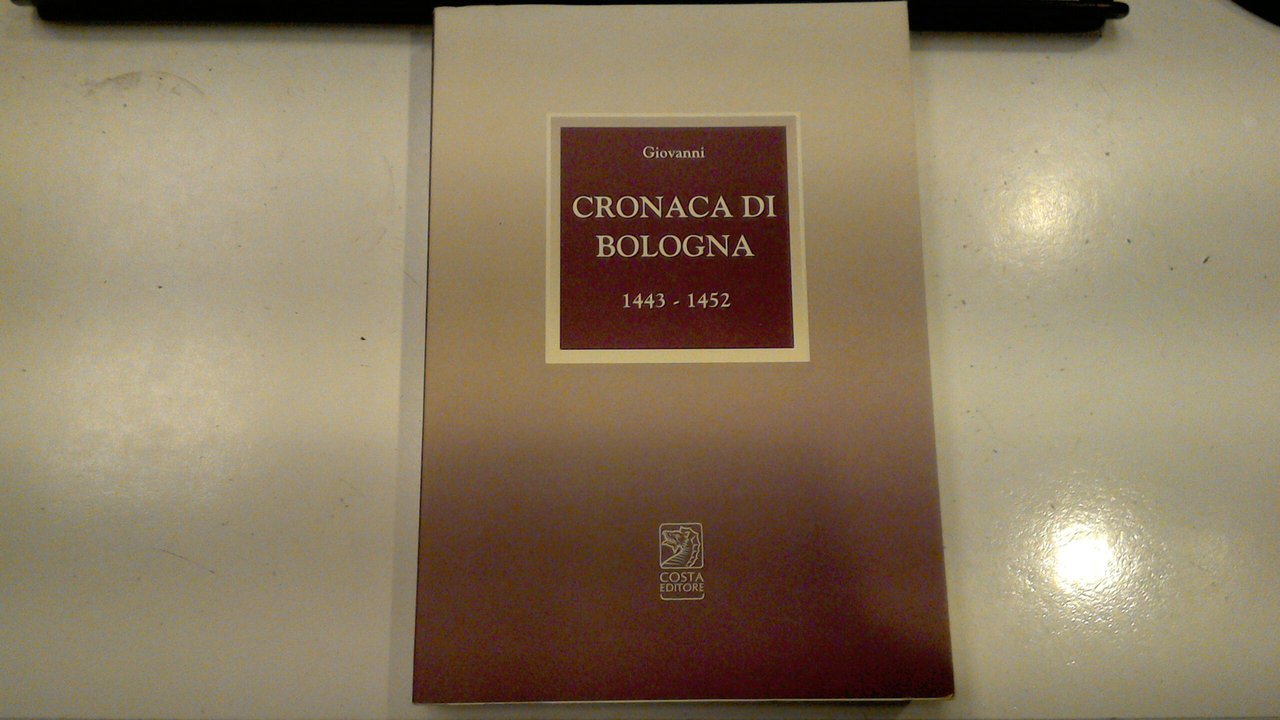 Giovanni
CRONACA DI
BOLOGNA
1443 - 1452
COSTA
EDITORE